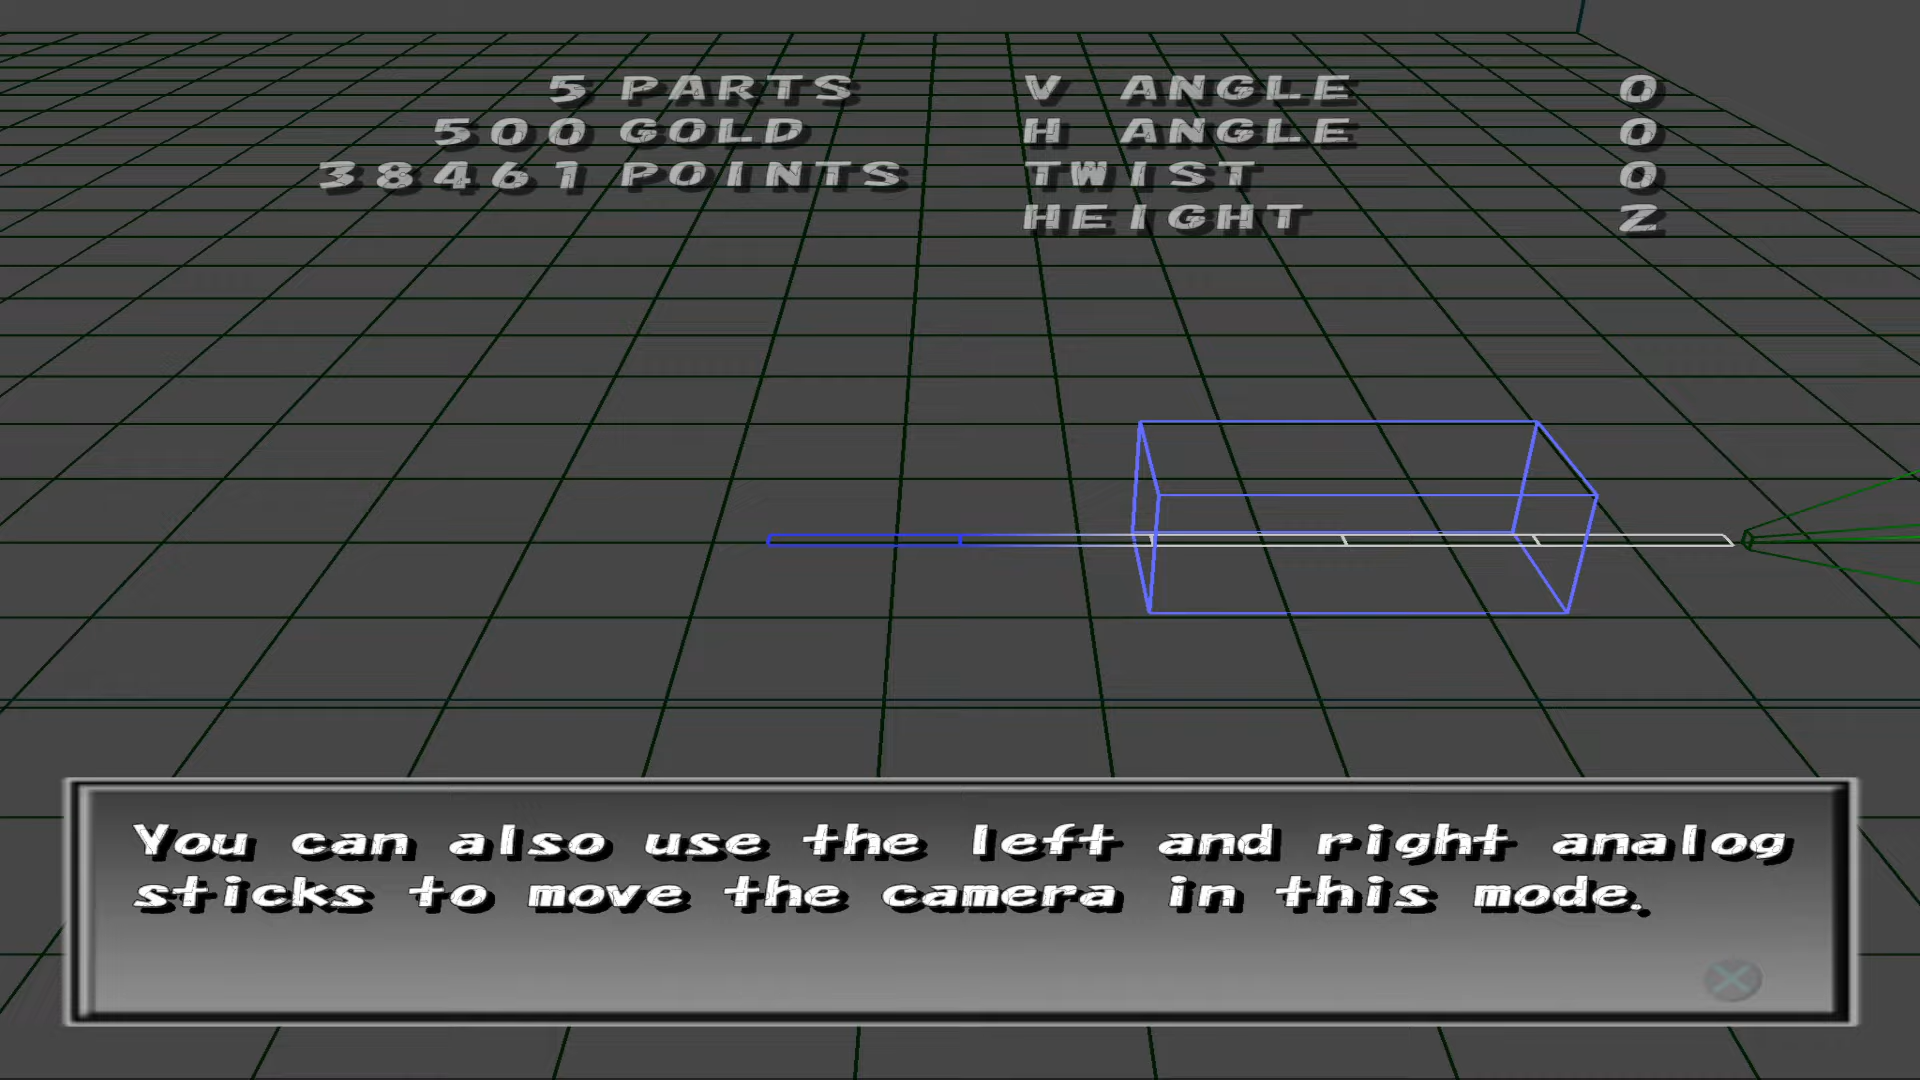 5 PARTS V ANGLE 0
500 GOLD H ANGLE 0
38461 POINTS TWIST 0
HEIGHT 2
You can also use the left and right analog
sticks to move the camera in this mode.